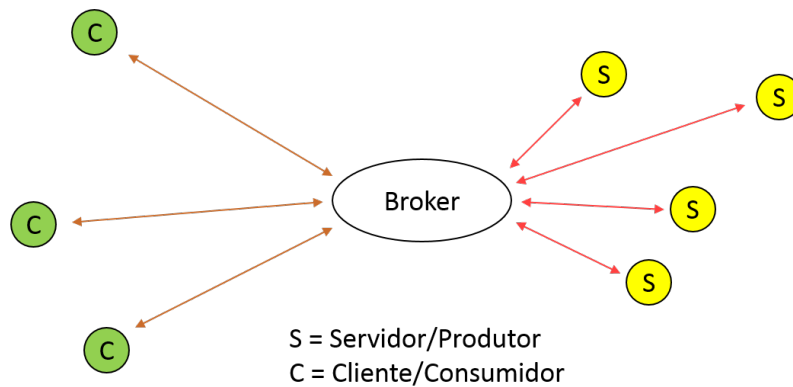 C
S
S
Broker
C
S
S
C
S = Servidor/Produtor
C = Cliente/Consumidor